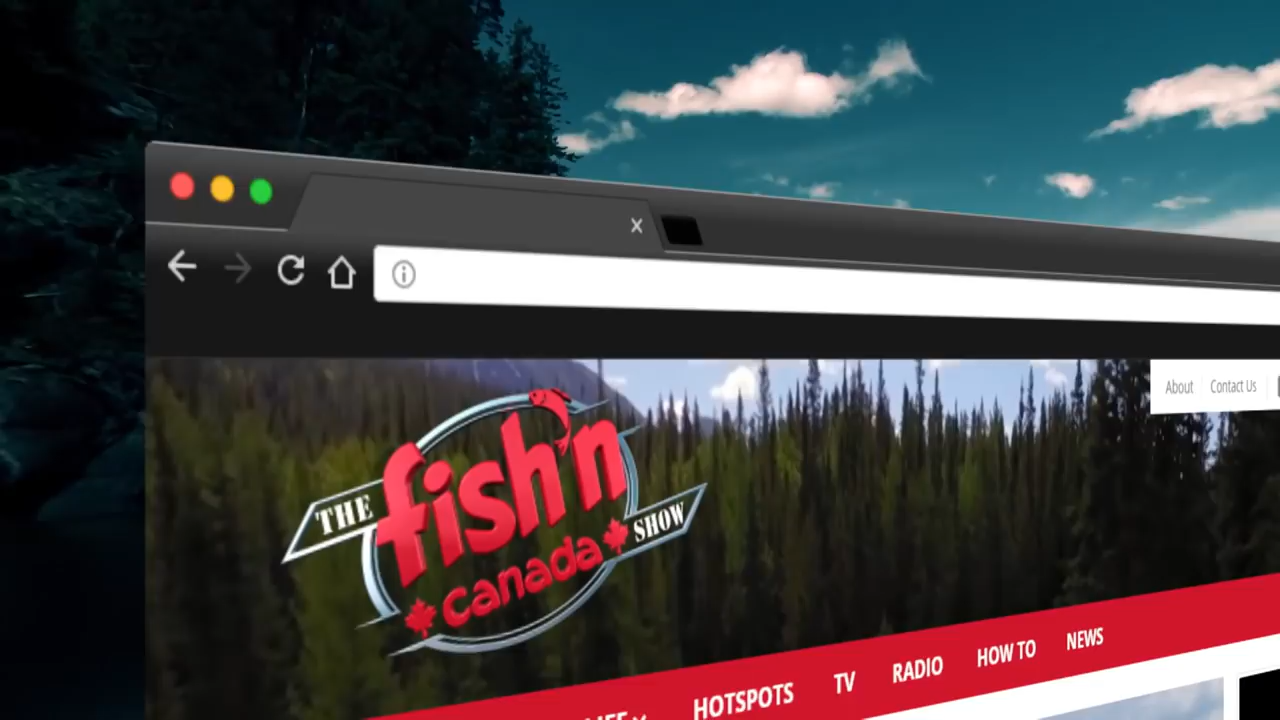 About
Contact Us
THE
fish'n
canada
SHOW
HOTSPOTS
TV
RADIO
HOW TO
NEWS